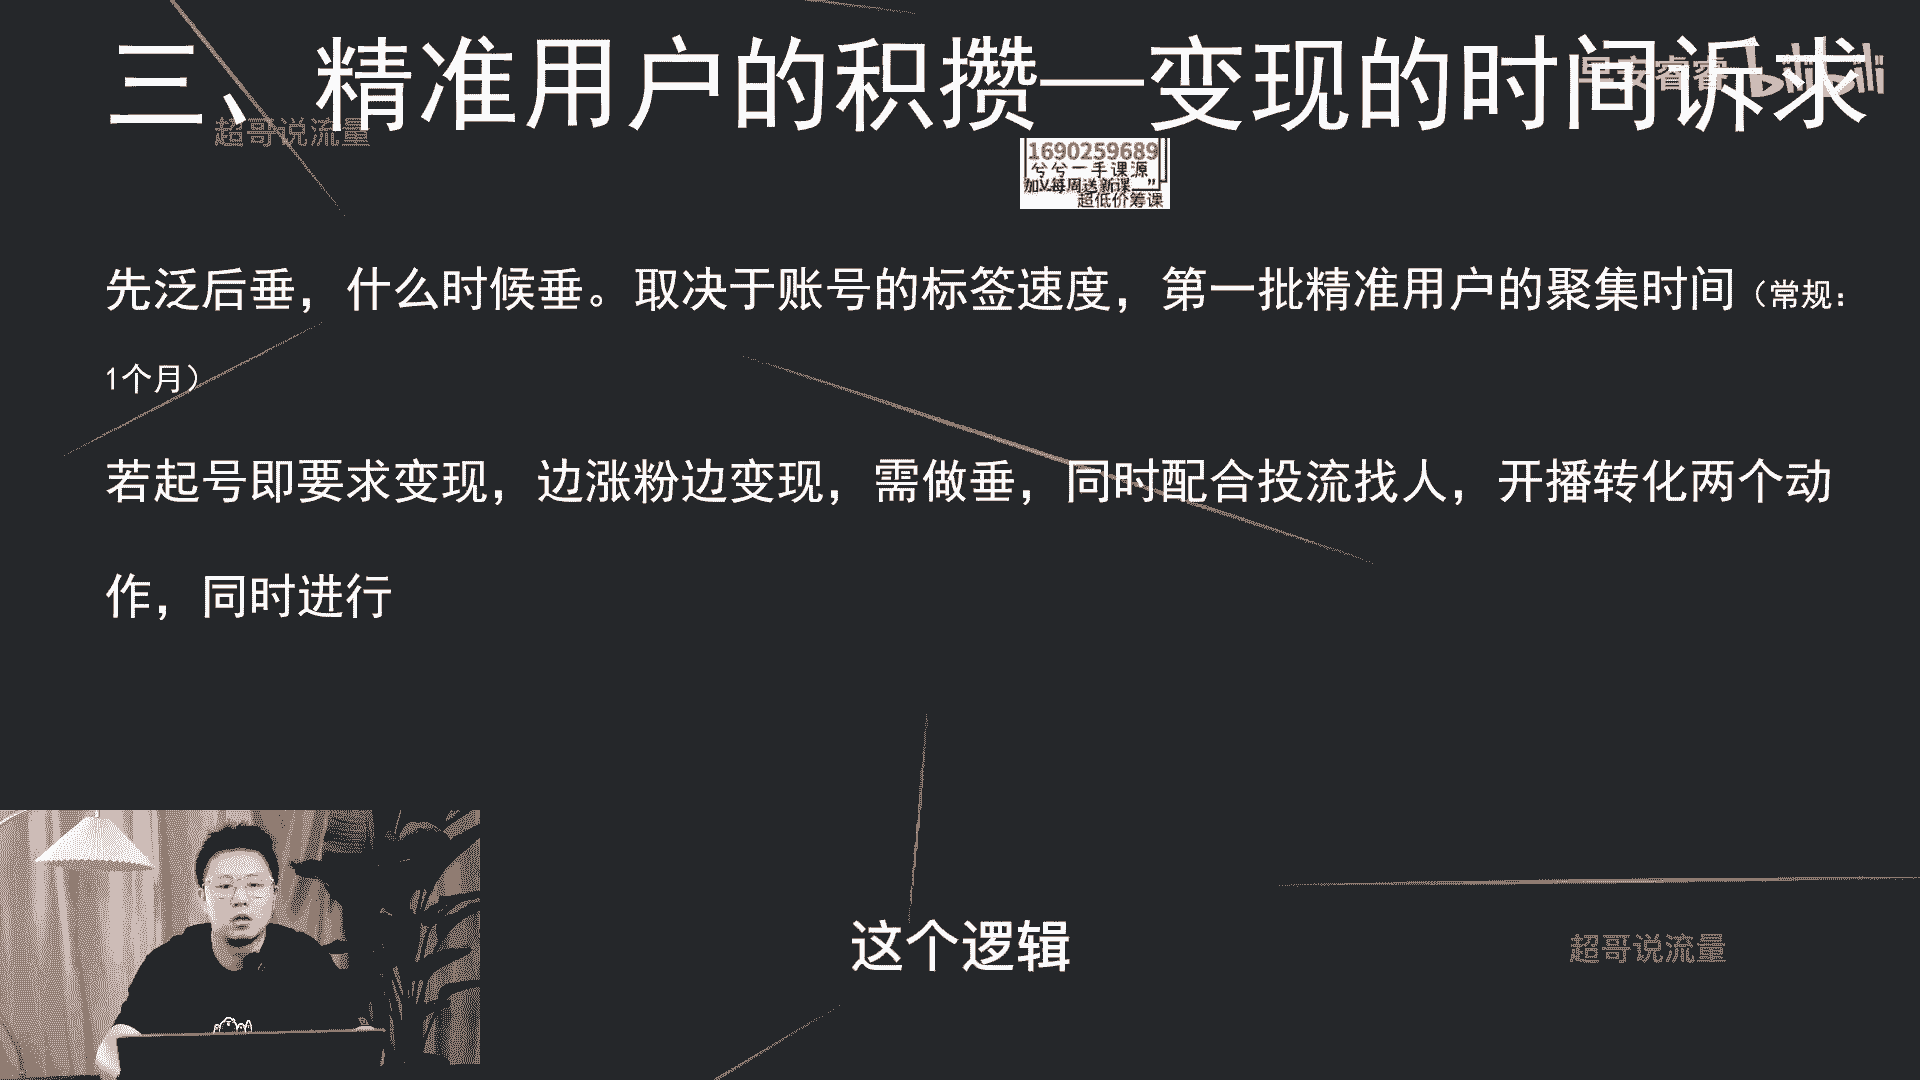 三、精准用户的积攒—变现的时间诉求
早安睿睿 bilibili
超哥说流量
1690259689
兮兮一手课源
加V每周送新课
超低价筹课
先泛后垂，什么时候垂。取决于账号的标签速度，第一批精准用户的聚集时间（常规：
1个月）
若起号即要求变现，边涨粉边变现，需做垂，同时配合投流找人，开播转化两个动
作，同时进行
这个逻辑
超哥说流量